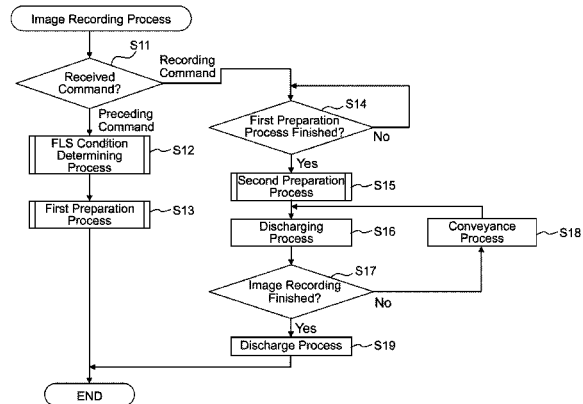 Image Recording Process
S11
Received
Command?
Recording
Command
Preceding
Command
FLS Condition
Determining
Process
S12
First Preparation
Process
S13
S14
First Preparation
Process Finished?
No
Yes
Second Preparation
Process
S15
Discharging
Process
S16
Conveyance
Process
S18
S17
Image Recording
Finished?
No
Yes
Discharge Process
S19
END